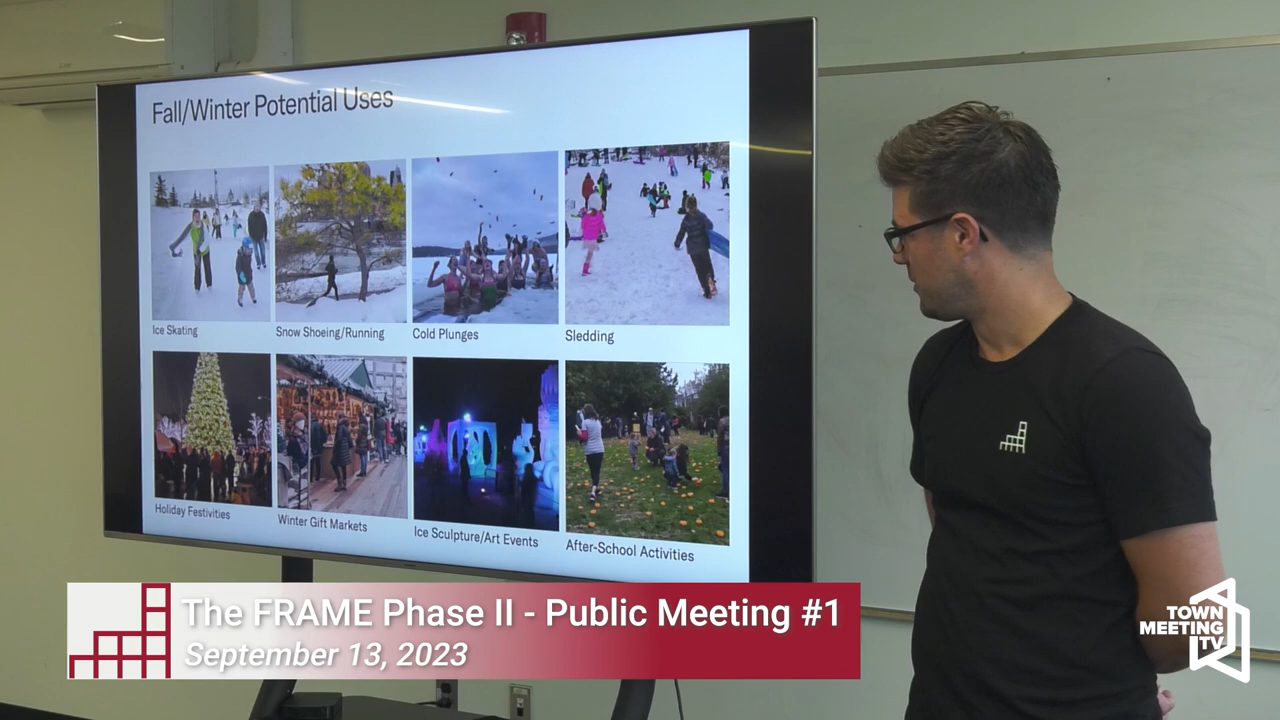 Fall/Winter Potential Uses
Ice Skating
Snow Shoeing/Running
Cold Plunges
Sledding
Holiday Festivities
Winter Gift Markets
Ice Sculpture/Art Events
After-School Activities
The FRAME Phase II - Public Meeting #1
September 13, 2023
TOWN
MEETING
TV